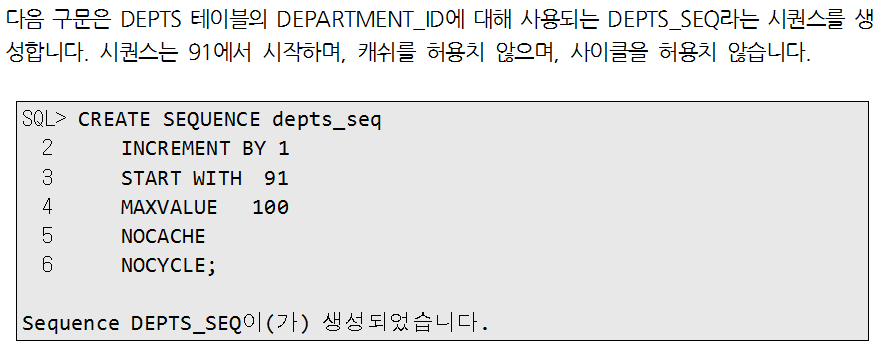 다음 구문은 DEPTS 테이블의 DEPARTMENT_ID에 대해 사용되는 DEPTS_SEQ라는 시퀀스를 생
성합니다. 시퀀스는 91에서 시작하며, 캐쉬를 허용치 않으며, 사이클을 허용치 않습니다.
SQL> CREATE SEQUENCE depts_seq
2 INCREMENT BY 1
3 START WITH 91
4 MAXVALUE 100
5 NOCACHE
6 NOCYCLE;
Sequence DEPTS_SEQ이(가) 생성되었습니다.